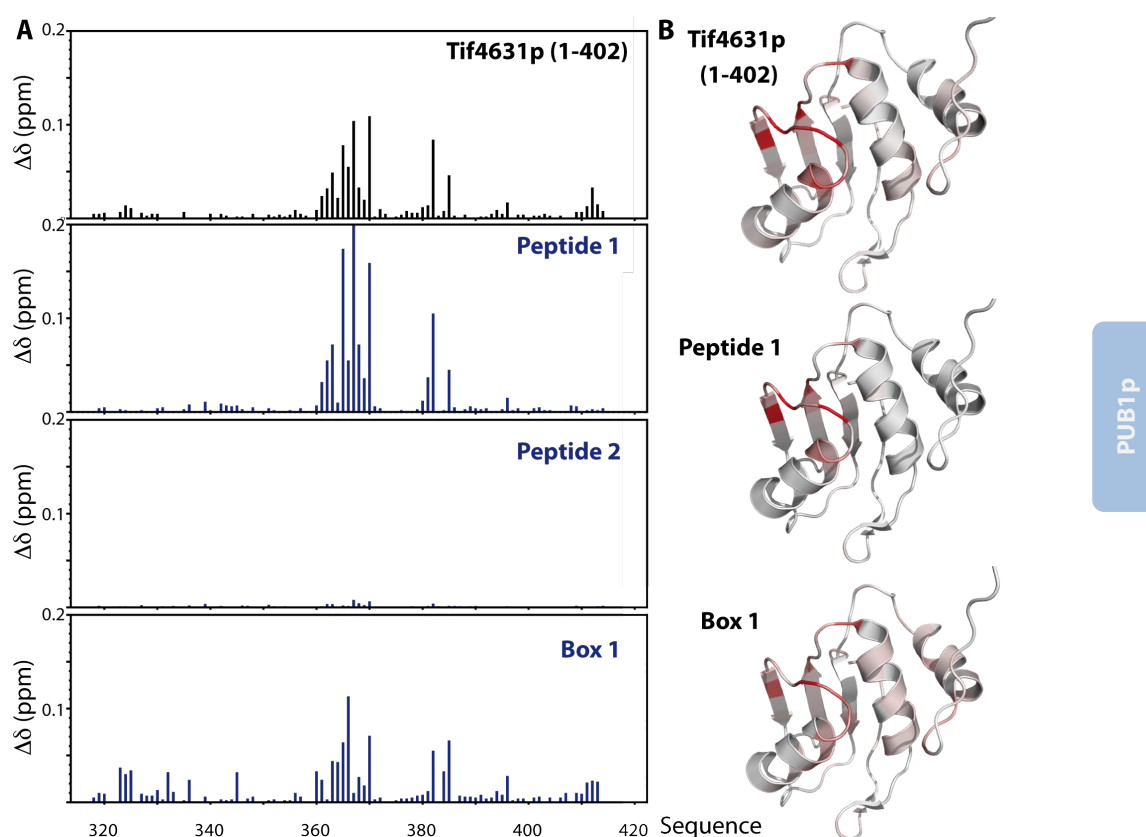 A
B
0.2
Tif4631p (1-402)
0.1
Δδ (ppm)
Tif4631p
(1-402)
0.2
Peptide 1
0.1
Δδ (ppm)
Peptide 1
0.2
Peptide 2
0.1
Δδ (ppm)
0.2
Box 1
0.1
Δδ (ppm)
Box 1
320 340 360 380 400 420 Sequence
PUB1p